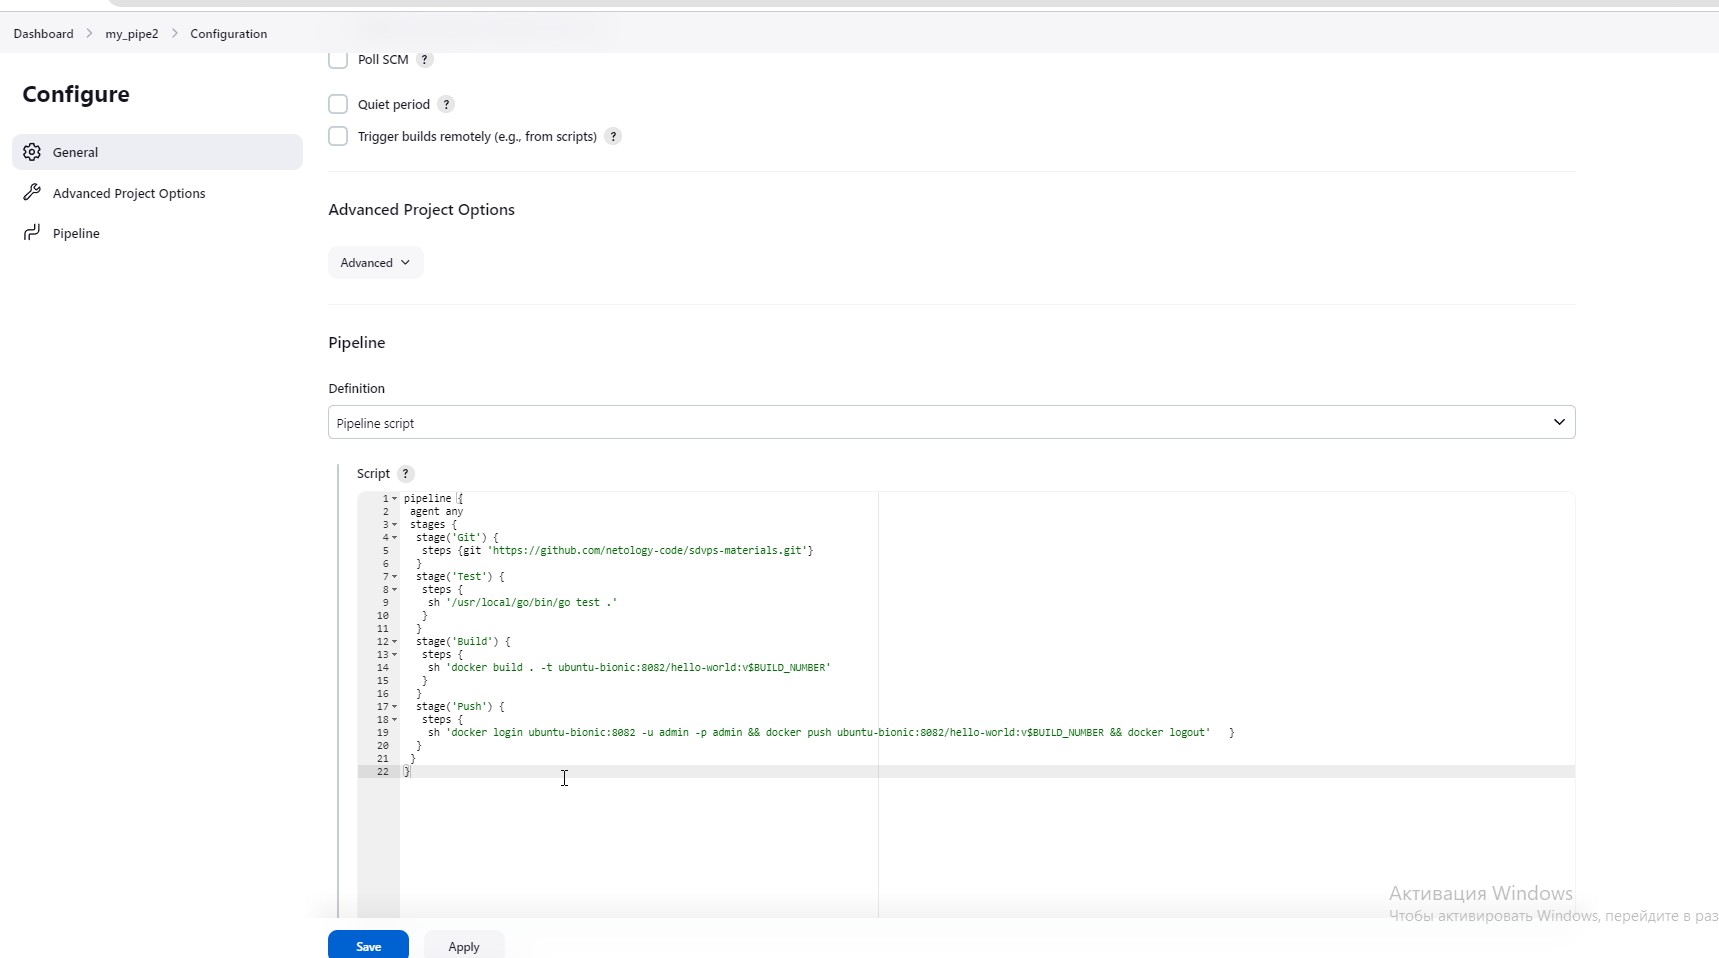 Dashboard > my_pipe2 > Configuration
Configure
General
Advanced Project Options
Pipeline
Poll SCM ?
Quiet period ?
Trigger builds remotely (e.g., from scripts) ?
Advanced Project Options
Advanced
Pipeline
Definition
Pipeline script
Script ?
1 pipeline {
2  agent any
3  stages {
4   stage('Git') {
5    steps {git 'https://github.com/netology-code/sdvps-materials.git'}
6   }
7   stage('Test') {
8    steps {
9     sh '/usr/local/go/bin/go test .'
10    }
11   }
12   stage('Build') {
13    steps {
14     sh 'docker build . -t ubuntu-bionic:8082/hello-world:v$BUILD_NUMBER'
15    }
16   }
17   stage('Push') {
18    steps {
19     sh 'docker login ubuntu-bionic:8082 -u admin -p admin && docker push ubuntu-bionic:8082/hello-world:v$BUILD_NUMBER && docker logout'   }
20   }
21  }
22 }
Активация Windows
Чтобы активировать Windows, перейдите в раз
Save
Apply